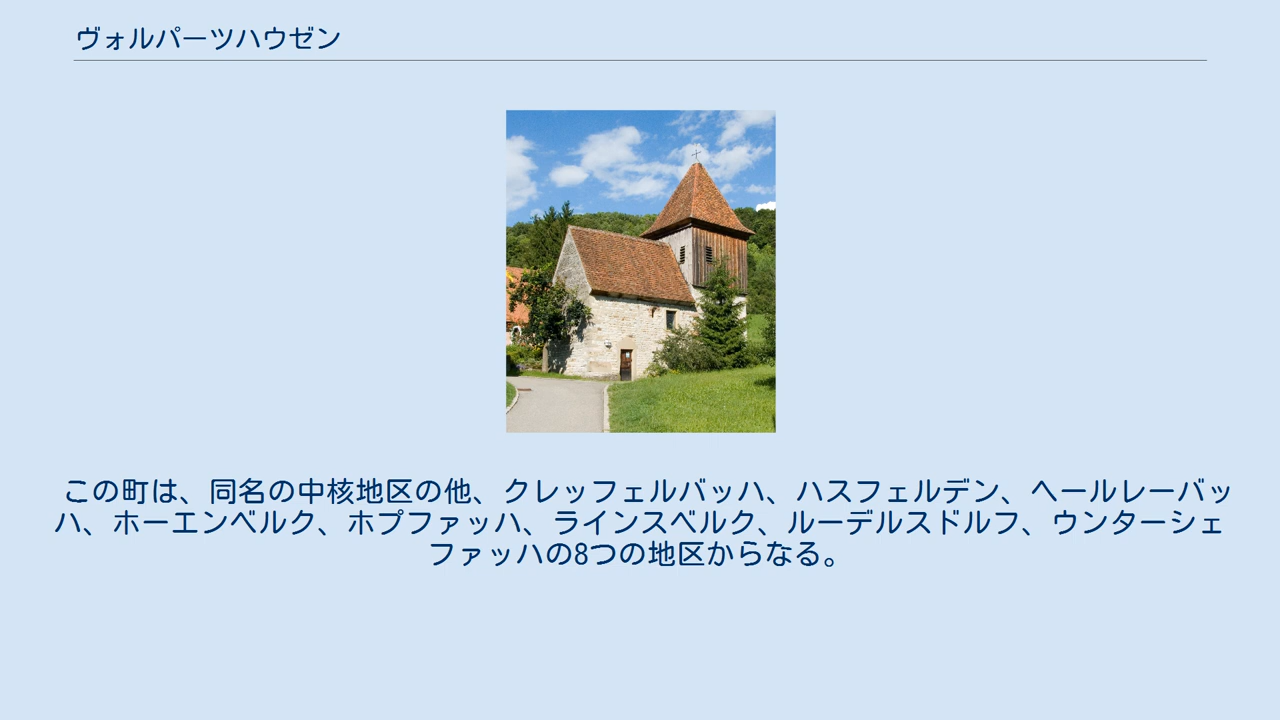 ヴォルパーツハウゼン
この町は、同名の中核地区の他、クレッフェルバッハ、ハスフェルデン、ヘールレーバッ
ハ、ホーエンベルク、ホプファッハ、ラインスベルク、ルーデルスドルフ、ウンターシェ
ファッハの8つの地区からなる。